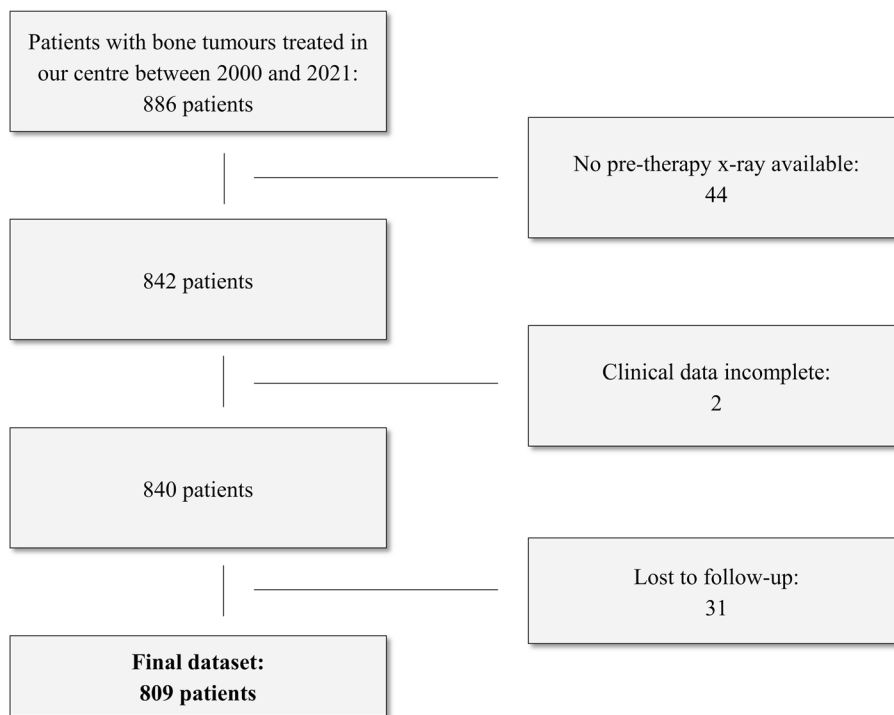 Patients with bone tumours treated in
our centre between 2000 and 2021:
886 patients
No pre-therapy x-ray available:
44
842 patients
Clinical data incomplete:
2
840 patients
Lost to follow-up:
31
Final dataset:
809 patients